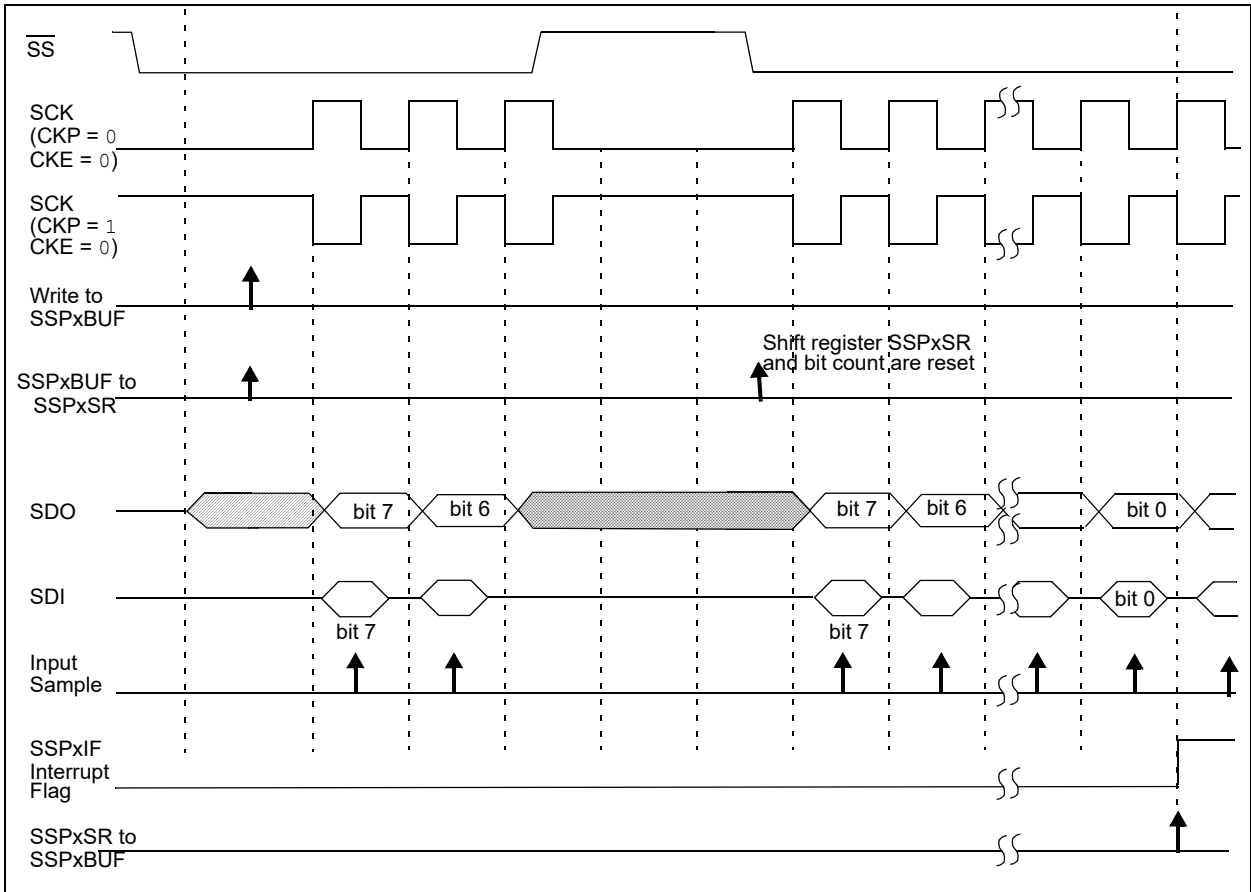 SS
SCK
(CKP = 0
CKE = 0)
SCK
(CKP = 1
CKE = 0)
Write to
SSPxBUF
Shift register SSPxSR
and bit count are reset
SSPxBUF to
SSPxSR
SDO
bit 7
bit 6
bit 7
bit 6
bit 0
SDI
bit 0
bit 7
bit 7
Input
Sample
SSPxIF
Interrupt
Flag
SSPxSR to
SSPxBUF